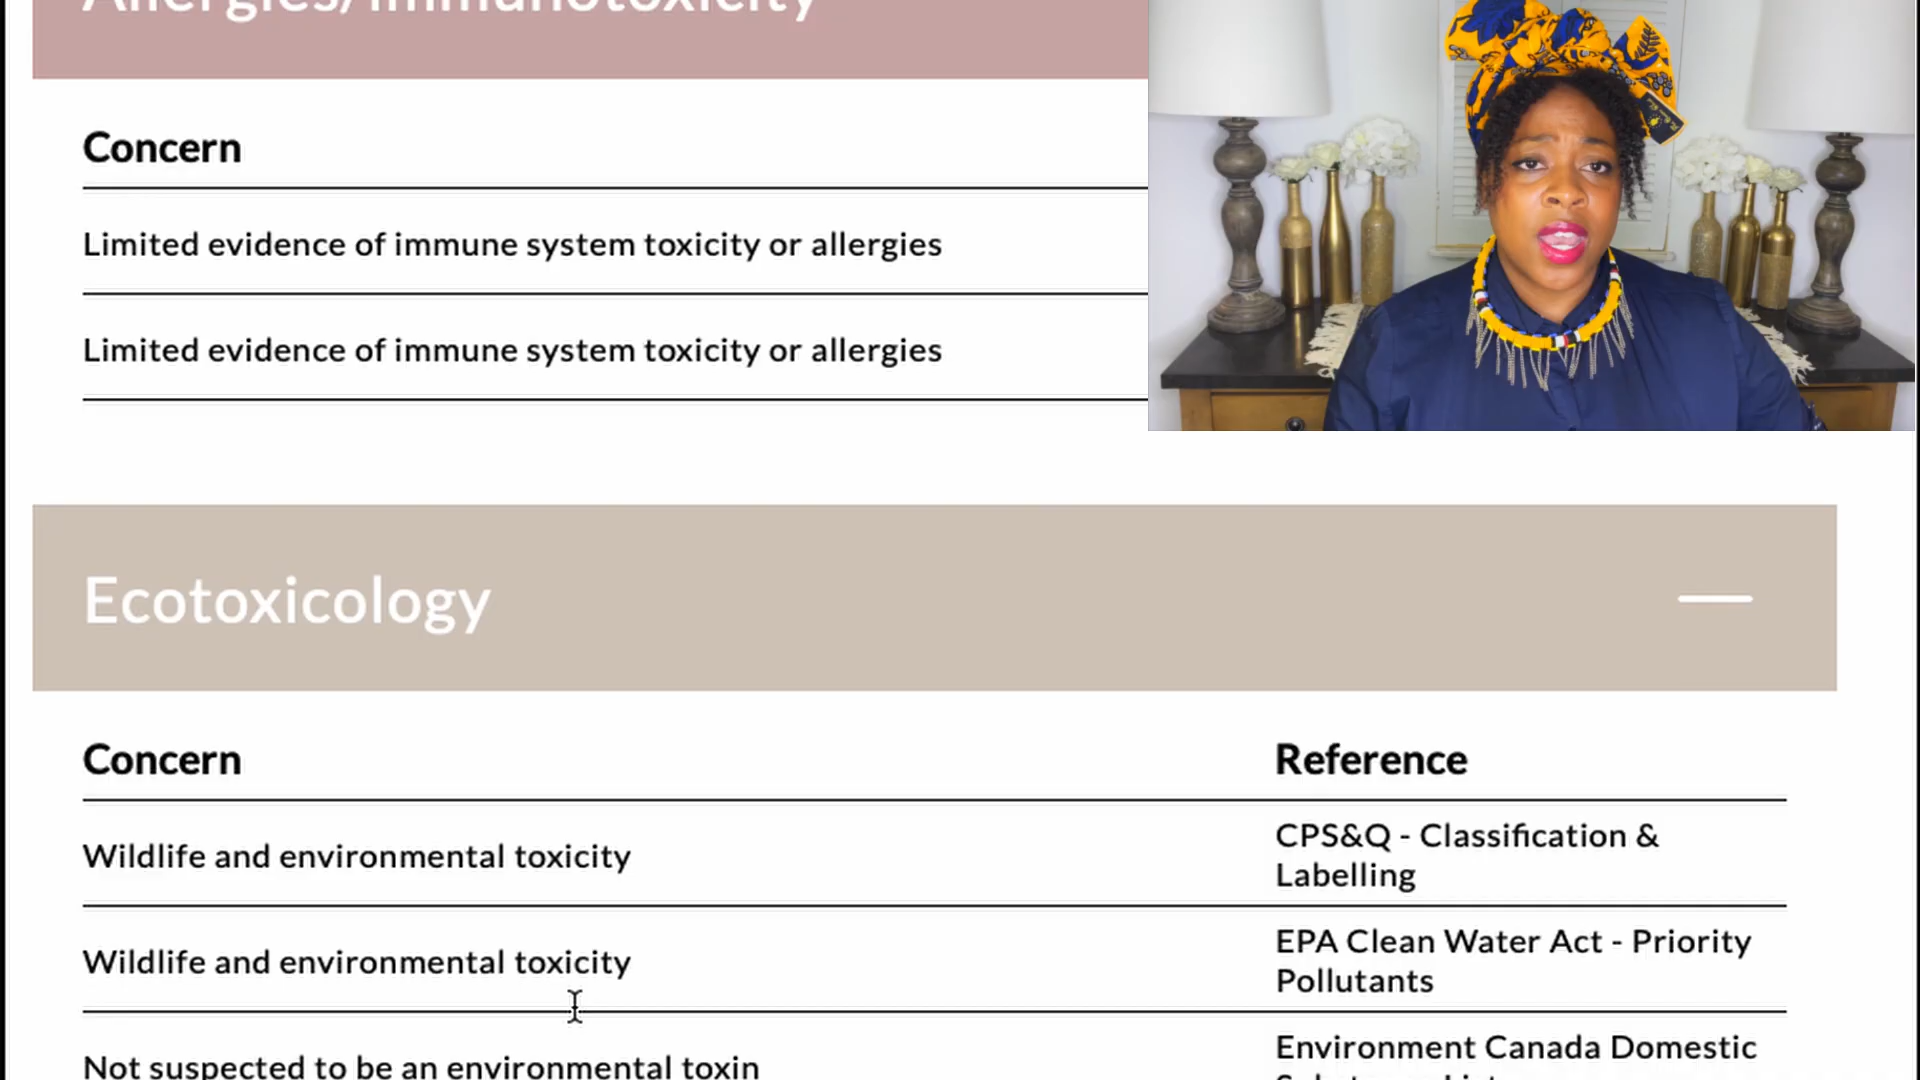 Allergies/Immunotoxicity
Concern
Limited evidence of immune system toxicity or allergies
Limited evidence of immune system toxicity or allergies
Ecotoxicology
Concern
Reference
Wildlife and environmental toxicity
CPS&Q - Classification &
Labelling
Wildlife and environmental toxicity
EPA Clean Water Act - Priority
Pollutants
Not suspected to be an environmental toxin
Environment Canada Domestic